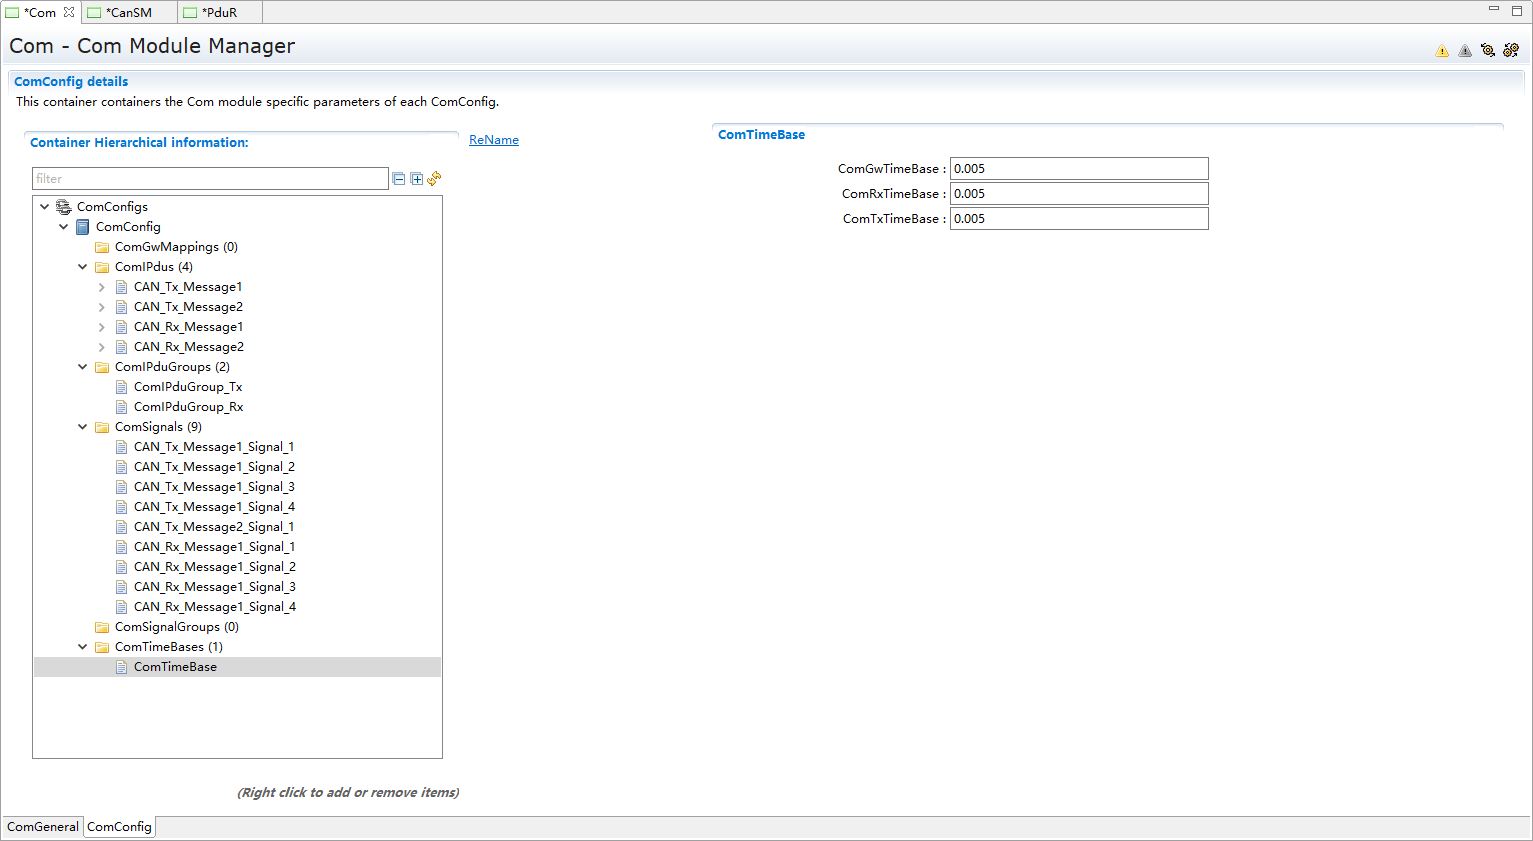 *Com
*CanSM
*PduR
Com - Com Module Manager
ComConfig details
This container containers the Com module specific parameters of each ComConfig.
Container Hierarchical information:
ReName
filter
ComConfigs
ComConfig
ComGwMappings (0)
ComIPdus (4)
CAN_Tx_Message1
CAN_Tx_Message2
CAN_Rx_Message1
CAN_Rx_Message2
ComIPduGroups (2)
ComIPduGroup_Tx
ComIPduGroup_Rx
ComSignals (9)
CAN_Tx_Message1_Signal_1
CAN_Tx_Message1_Signal_2
CAN_Tx_Message1_Signal_3
CAN_Tx_Message1_Signal_4
CAN_Tx_Message2_Signal_1
CAN_Rx_Message1_Signal_1
CAN_Rx_Message1_Signal_2
CAN_Rx_Message1_Signal_3
CAN_Rx_Message1_Signal_4
ComSignalGroups (0)
ComTimeBases (1)
ComTimeBase
(Right click to add or remove items)
ComTimeBase
ComGwTimeBase : 0.005
ComRxTimeBase : 0.005
ComTxTimeBase : 0.005
ComGeneral
ComConfig